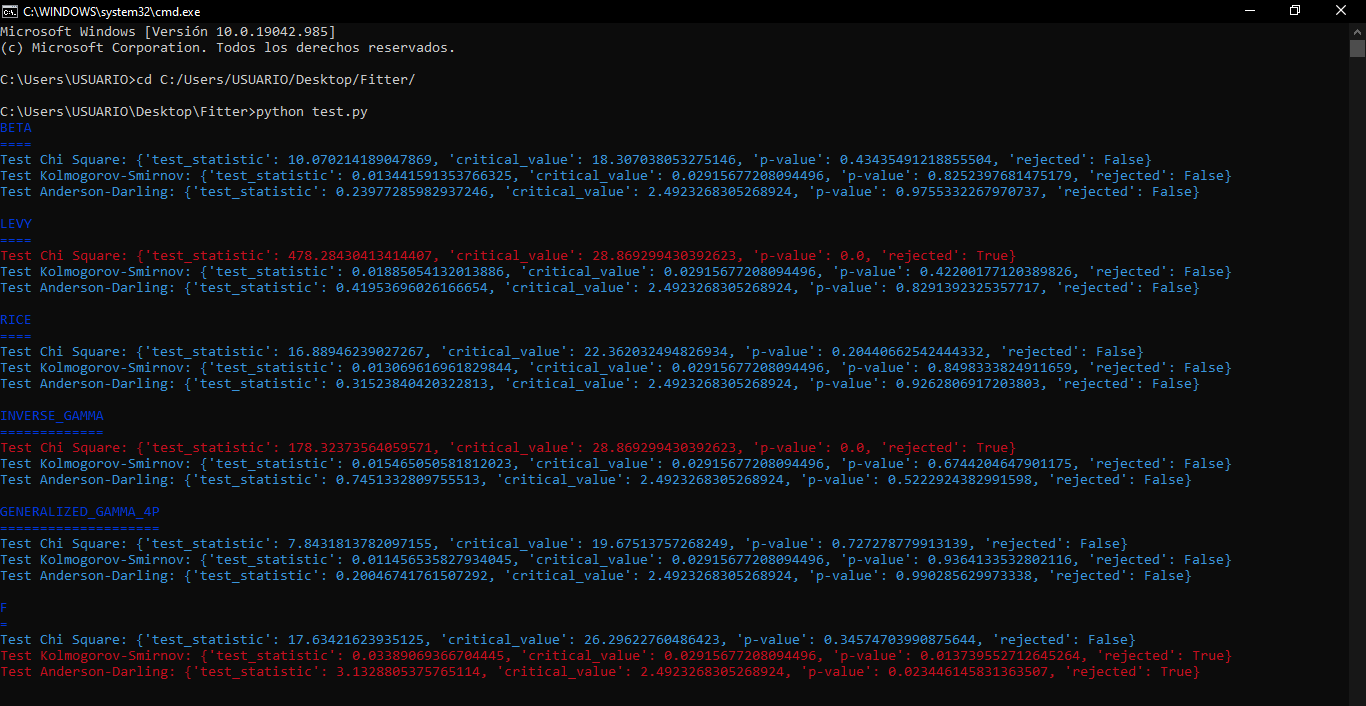 C:\WINDOWS\system32\cmd.exe
Microsoft Windows [Versión 10.0.19042.985]
(c) Microsoft Corporation. Todos los derechos reservados.
C:\Users\USUARIO>cd C:/Users/USUARIO/Desktop/Fitter/
C:\Users\USUARIO\Desktop\Fitter>python test.py
BETA
====
Test Chi Square: {'test_statistic': 10.070214189047869, 'critical_value': 18.307038053275146, 'p-value': 0.43435491218855504, 'rejected': False}
Test Kolmogorov-Smirnov: {'test_statistic': 0.013441591353766325, 'critical_value': 0.02915677208094496, 'p-value': 0.8252397681475179, 'rejected': False}
Test Anderson-Darling: {'test_statistic': 0.23977285982937246, 'critical_value': 2.4923268305268924, 'p-value': 0.9755332267970737, 'rejected': False}
LEVY
====
Test Chi Square: {'test_statistic': 478.28430413414407, 'critical_value': 28.869299430392623, 'p-value': 0.0, 'rejected': True}
Test Kolmogorov-Smirnov: {'test_statistic': 0.01885054132013886, 'critical_value': 0.02915677208094496, 'p-value': 0.42200177120389826, 'rejected': False}
Test Anderson-Darling: {'test_statistic': 0.41953696026166654, 'critical_value': 2.4923268305268924, 'p-value': 0.8291392325357717, 'rejected': False}
RICE
====
Test Chi Square: {'test_statistic': 16.88946239027267, 'critical_value': 22.362032494826934, 'p-value': 0.20440662542444332, 'rejected': False}
Test Kolmogorov-Smirnov: {'test_statistic': 0.013069616961829844, 'critical_value': 0.02915677208094496, 'p-value': 0.8498333824911659, 'rejected': False}
Test Anderson-Darling: {'test_statistic': 0.31523840420322813, 'critical_value': 2.4923268305268924, 'p-value': 0.9262806917203803, 'rejected': False}
INVERSE_GAMMA
=============
Test Chi Square: {'test_statistic': 178.32373564059571, 'critical_value': 28.869299430392623, 'p-value': 0.0, 'rejected': True}
Test Kolmogorov-Smirnov: {'test_statistic': 0.015465050581812023, 'critical_value': 0.02915677208094496, 'p-value': 0.6744204647901175, 'rejected': False}
Test Anderson-Darling: {'test_statistic': 0.7451332809755513, 'critical_value': 2.4923268305268924, 'p-value': 0.5222924382991598, 'rejected': False}
GENERALIZED_GAMMA_4P
====================
Test Chi Square: {'test_statistic': 7.8431813782097155, 'critical_value': 19.67513757268249, 'p-value': 0.727278779913139, 'rejected': False}
Test Kolmogorov-Smirnov: {'test_statistic': 0.011456535827934045, 'critical_value': 0.02915677208094496, 'p-value': 0.9364133532802116, 'rejected': False}
Test Anderson-Darling: {'test_statistic': 0.20046741761507292, 'critical_value': 2.4923268305268924, 'p-value': 0.990285629973338, 'rejected': False}
F
=
Test Chi Square: {'test_statistic': 17.63421623935125, 'critical_value': 26.29622760486423, 'p-value': 0.34574703990875644, 'rejected': False}
Test Kolmogorov-Smirnov: {'test_statistic': 0.03389069366704445, 'critical_value': 0.02915677208094496, 'p-value': 0.013739552712645264, 'rejected': True}
Test Anderson-Darling: {'test_statistic': 3.1328805375765114, 'critical_value': 2.4923268305268924, 'p-value': 0.023446145831363507, 'rejected': True}